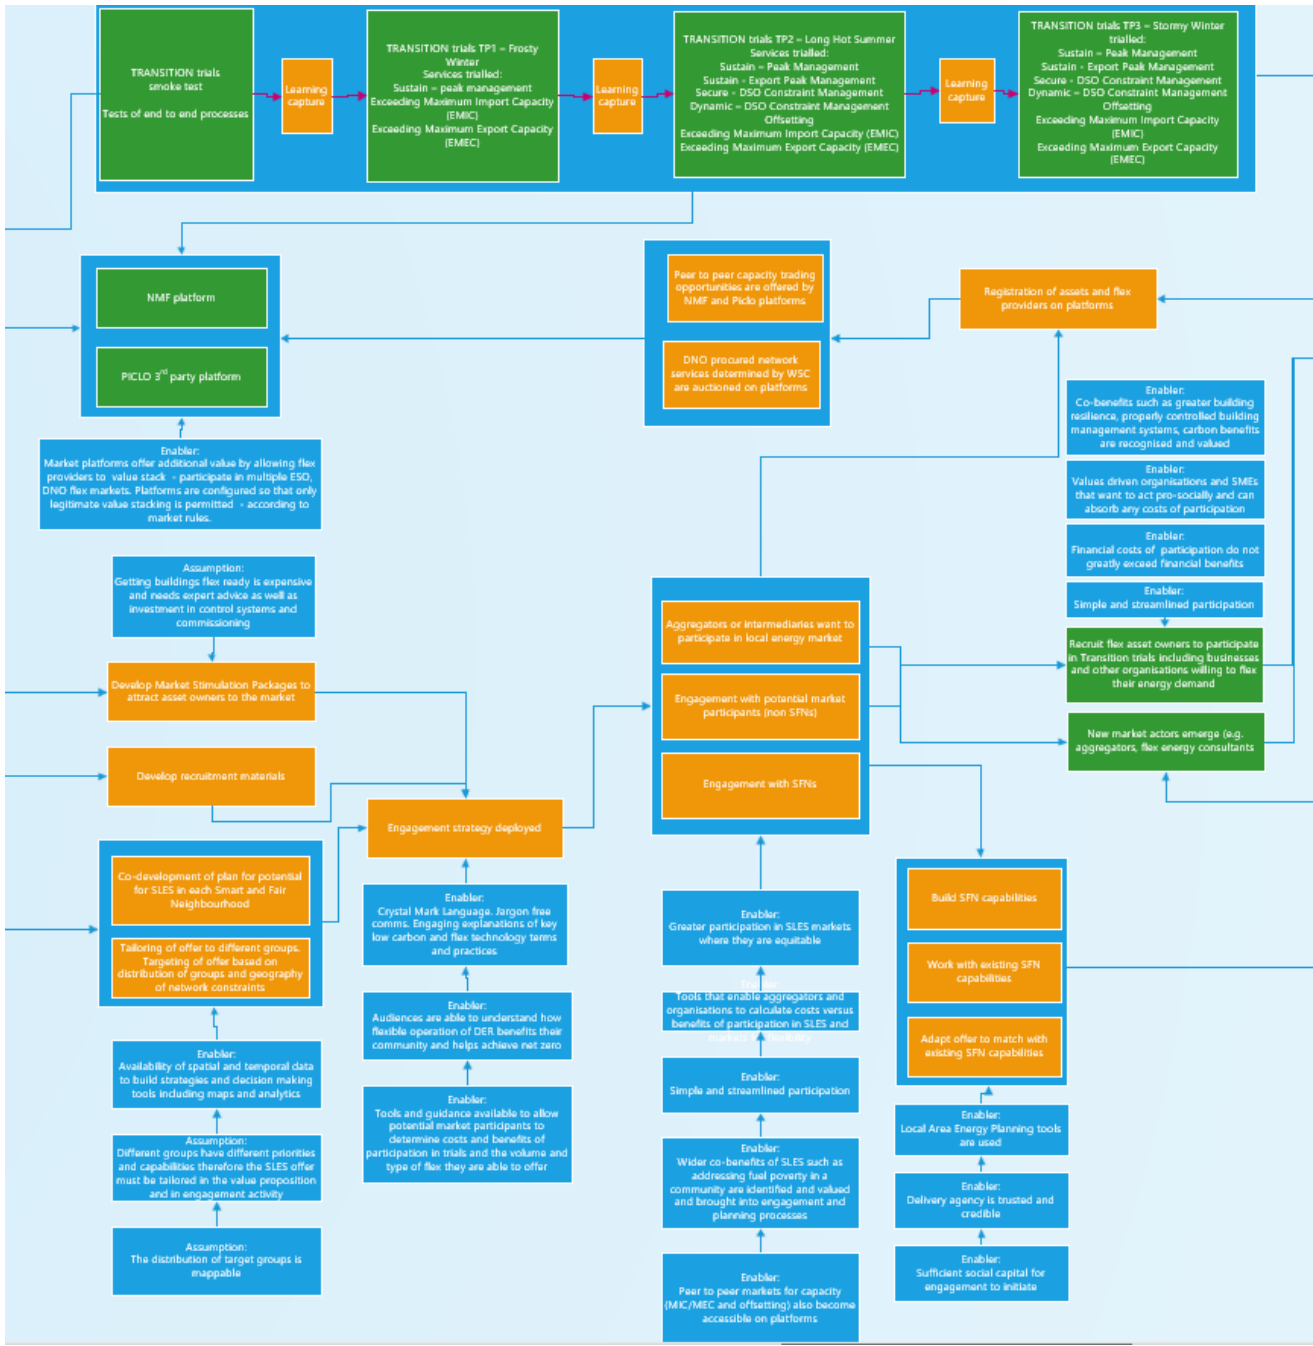 TRANSITION trials
smoke test
Tests of end to end processes
Learning
capture
TRANSITION trials TP1 – Frosty
Winter
Services trialled:
Sustain – peak management
Exceeding Maximum Import Capacity
(EMIC)
Exceeding Maximum Export Capacity
(EMEC)
Learning
capture
TRANSITION trials TP2 – Long Hot Summer
Services trialled:
Sustain – Peak Management
Sustain - Export Peak Management
Secure - DSO Constraint Management
Dynamic – DSO Constraint Management
Offsetting
Exceeding Maximum Import Capacity (EMIC)
Exceeding Maximum Export Capacity (EMEC)
Learning
capture
TRANSITION trials TP3 – Stormy Winter
trialled:
Sustain – Peak Management
Sustain - Export Peak Management
Secure - DSO Constraint Management
Dynamic – DSO Constraint Management
Offsetting
Exceeding Maximum Import Capacity
(EMIC)
Exceeding Maximum Export Capacity
(EMEC)
NMF platform
PICLO 3rd party platform
Peer to peer capacity trading
opportunities are offered by
NMF and Piclo platforms
DNO procured network
services determined by WSC
are auctioned on platforms
Registration of assets and flex
providers on platforms
Enabler:
Market platforms offer additional value by allowing flex
providers to value stack - participate in multiple ESO,
DNO flex markets. Platforms are configured so that only
legitimate value stacking is permitted - according to
market rules.
Enabler:
Co-benefits such as greater building
resilience, properly controlled building
management systems, carbon benefits
are recognised and valued
Enabler:
Values driven organisations and SMEs
that want to act pro-socially and can
absorb any costs of participation
Enabler:
Financial costs of participation do not
greatly exceed financial benefits
Enabler:
Simple and streamlined participation
Recruit flex asset owners to participate
in Transition trials including businesses
and other organisations willing to flex
their energy demand
New market actors emerge (e.g.
aggregators, flex energy consultants
Assumption:
Getting buildings flex ready is expensive
and needs expert advice as well as
investment in control systems and
commissioning
Develop Market Stimulation Packages to
attract asset owners to the market
Develop recruitment materials
Co-development of plan for potential
for SLES in each Smart and Fair
Neighbourhood
Tailoring of offer to different groups.
Targeting of offer based on
distribution of groups and geography
of network constraints
Enabler:
Availability of spatial and temporal data
to build strategies and decision making
tools including maps and analytics
Assumption:
Different groups have different priorities
and capabilities therefore the SLES offer
must be tailored in the value proposition
and in engagement activity
Assumption:
The distribution of target groups is
mappable
Engagement strategy deployed
Enabler:
Crystal Mark Language. Jargon free
comms. Engaging explanations of key
low carbon and flex technology terms
and practices
Enabler:
Audiences are able to understand how
flexible operation of DER benefits their
community and helps achieve net zero
Enabler:
Tools and guidance available to allow
potential market participants to
determine costs and benefits of
participation in trials and the volume and
type of flex they are able to offer
Aggregators or intermediaries want to
participate in local energy market
Engagement with potential market
participants (non SFNs)
Engagement with SFNs
Enabler:
Greater participation in SLES markets
where they are equitable
Enabler:
Tools that enable aggregators and
organisations to calculate costs versus
benefits of participation in SLES and
markets flexibility
Enabler:
Simple and streamlined participation
Enabler:
Wider co-benefits of SLES such as
addressing fuel poverty in a
community are identified and valued
and brought into engagement and
planning processes
Enabler:
Peer to peer markets for capacity
(MIC/MEC and offsetting) also become
accessible on platforms
Build SFN capabilities
Work with existing SFN
capabilities
Adapt offer to match with
existing SFN capabilities
Enabler:
Local Area Energy Planning tools
are used
Enabler:
Delivery agency is trusted and
credible
Enabler:
Sufficient social capital for
engagement to initiate